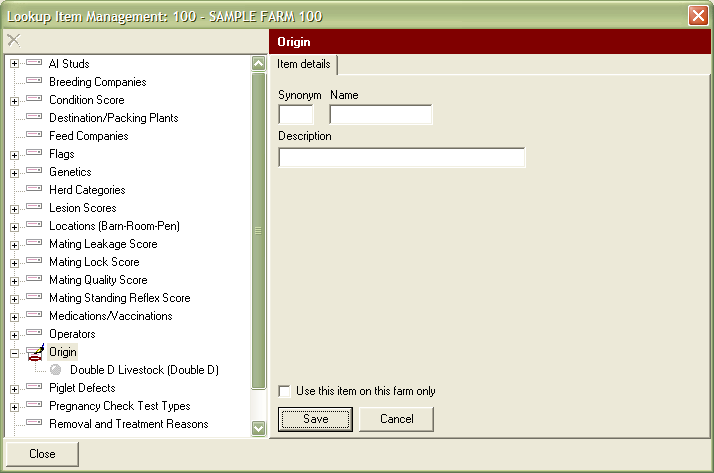 Lookup Item Management: 100 - SAMPLE FARM 100
AI Studs
Breeding Companies
Condition Score
Destination/Packing Plants
Feed Companies
Flags
Genetics
Herd Categories
Lesion Scores
Locations (Barn-Room-Pen)
Mating Leakage Score
Mating Lock Score
Mating Quality Score
Mating Standing Reflex Score
Medications/Vaccinations
Operators
Origin
Double D Livestock (Double D)
Piglet Defects
Pregnancy Check Test Types
Removal and Treatment Reasons
Close
Origin
Item details
Synonym Name
Description
Use this item on this farm only
Save Cancel